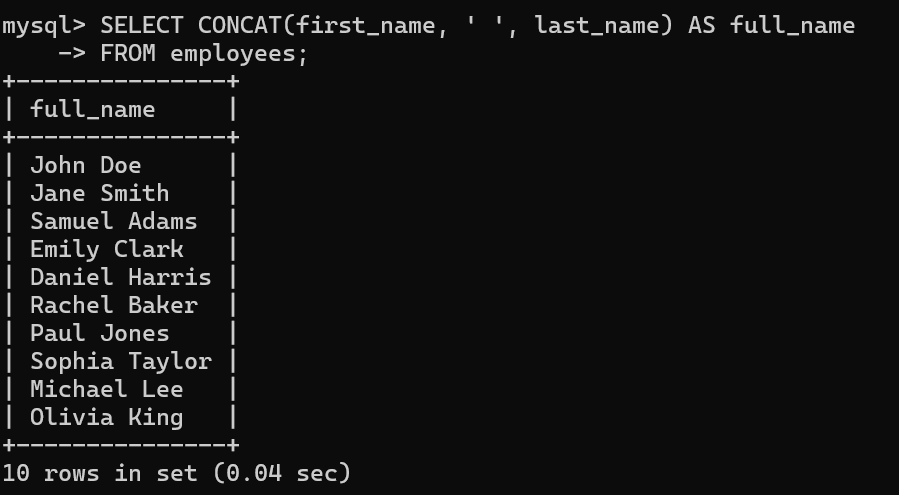 mysql> SELECT CONCAT(first_name, ' ', last_name) AS full_name
    -> FROM employees;
+---------------+
| full_name     |
+---------------+
| John Doe      |
| Jane Smith    |
| Samuel Adams  |
| Emily Clark   |
| Daniel Harris |
| Rachel Baker  |
| Paul Jones    |
| Sophia Taylor |
| Michael Lee   |
| Olivia King   |
+---------------+
10 rows in set (0.04 sec)